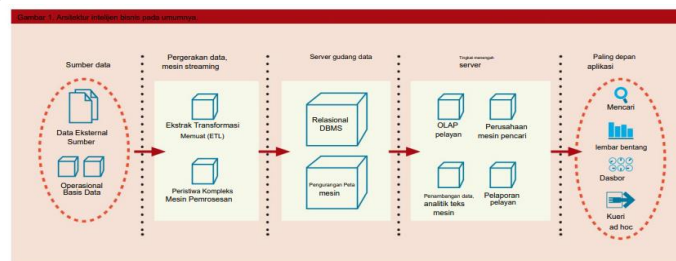 Gambar 1. Arsitektur intelijen bisnis pada umumnya.
Sumber data
Data Eksternal
Sumber
Operasional
Basis Data
Pergerakan data,
mesin streaming
Ekstrak Transformasi
Memuat (ETL)
Peristiwa Kompleks
Mesin Pemrosesan
Server gudang data
Relasional
DBMS
Pengurangan Peta
mesin
Tingkat menengah
server
OLAP
pelayan
Perusahaan
mesin pencari
Penambangan data,
analitik teks
mesin
Pelaporan
pelayan
Paling depan
aplikasi
Mencari
lembar bentang
Dasbor
Kueri
ad hoc